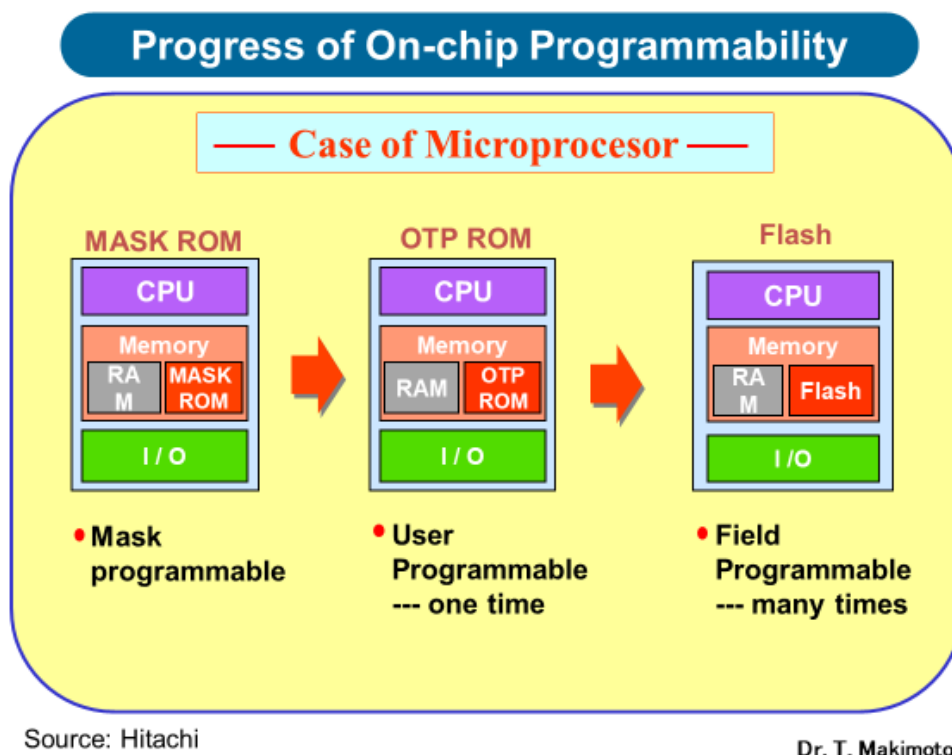 Progress of On-chip Programmability
— Case of Microprocesor —
MASK ROM
CPU
Memory
RA
M
MASK
ROM
I / O
• Mask
programmable
OTP ROM
CPU
Memory
RAM
OTP
ROM
I / O
• User
Programmable
--- one time
Flash
CPU
Memory
RA
M
Flash
I /O
• Field
Programmable
--- many times
Source: Hitachi
Dr. T. Makimoto